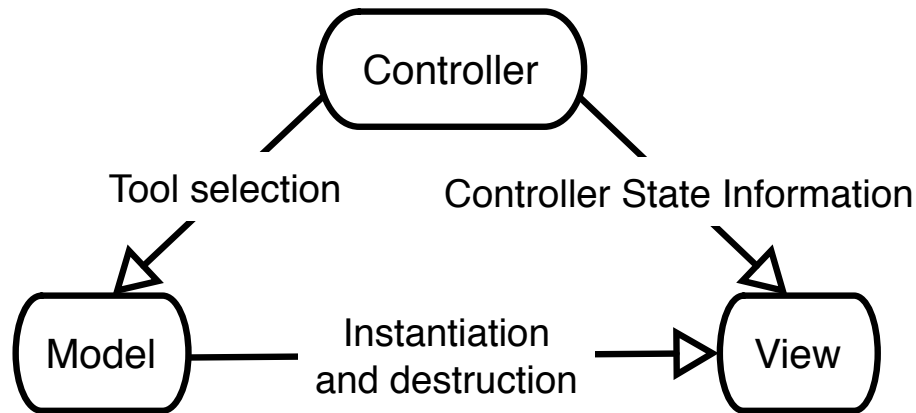 Controller
Tool selection
Controller State Information
Model
Instantiation
and destruction
View